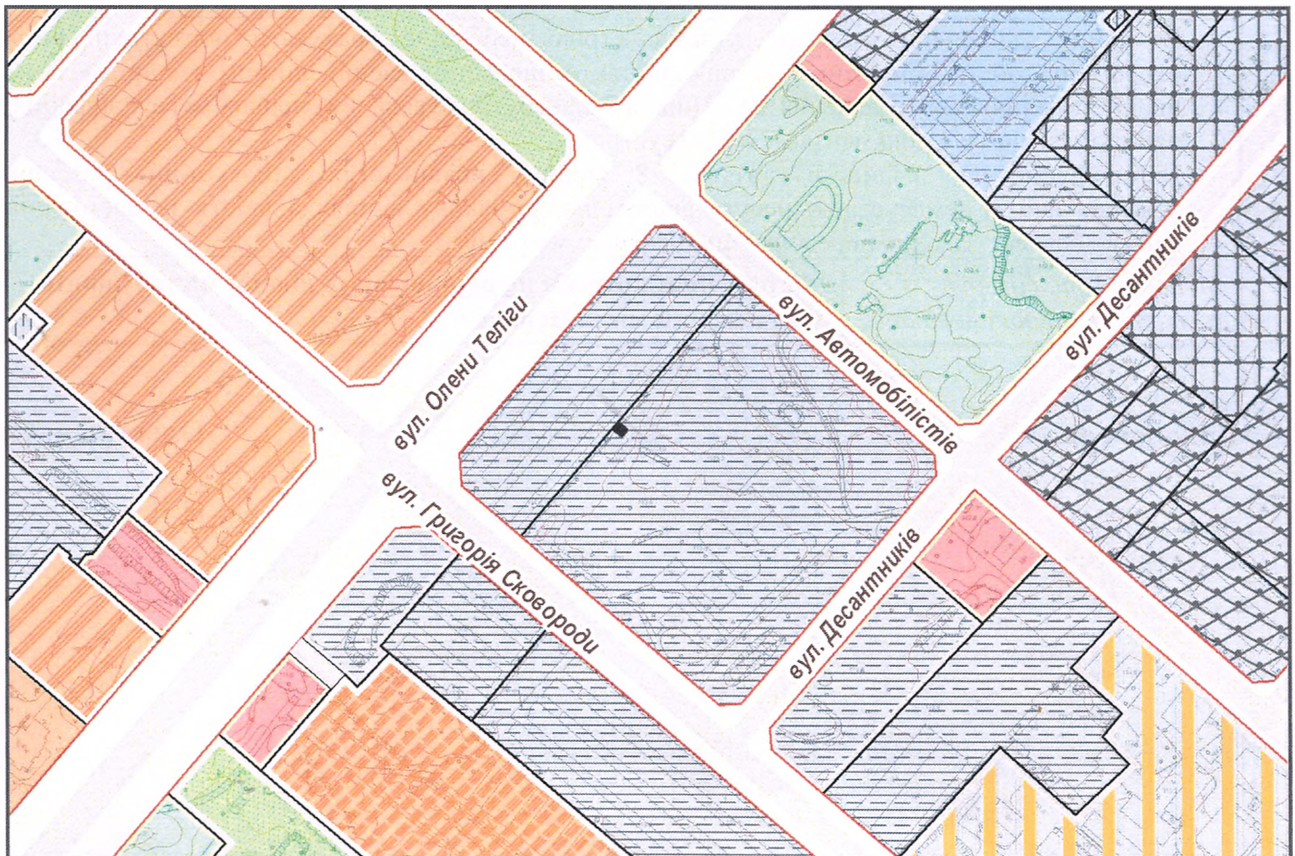 вул. Олени Теліги
вул. Автомобілістів
вул. Десантників
вул. Григорія Сковороди
вул. Десантників